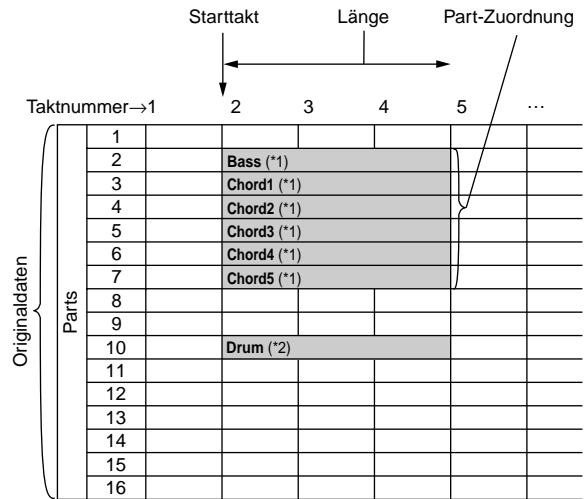 Starttakt Länge Part-Zuordnung
Taktnummer→1 2 3 4 5 ...
Originaldaten
Parts
1
2 Bass (*1)
3 Chord1 (*1)
4 Chord2 (*1)
5 Chord3 (*1)
6 Chord4 (*1)
7 Chord5 (*1)
8
9
10 Drum (*2)
11
12
13
14
15
16